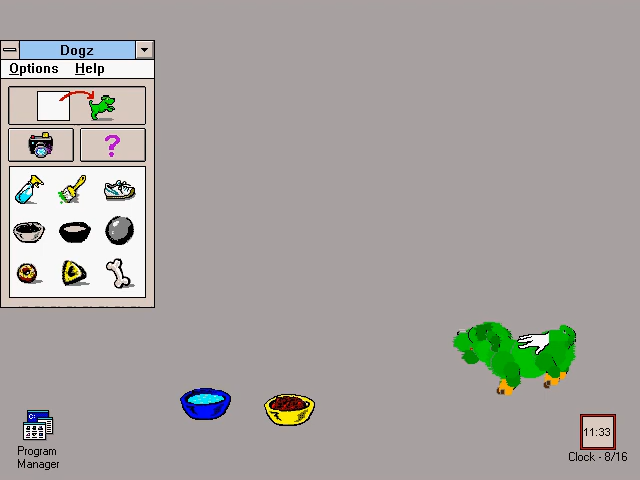 Dogz
Options Help
?
11:33
Program
Manager
Clock - 8/16